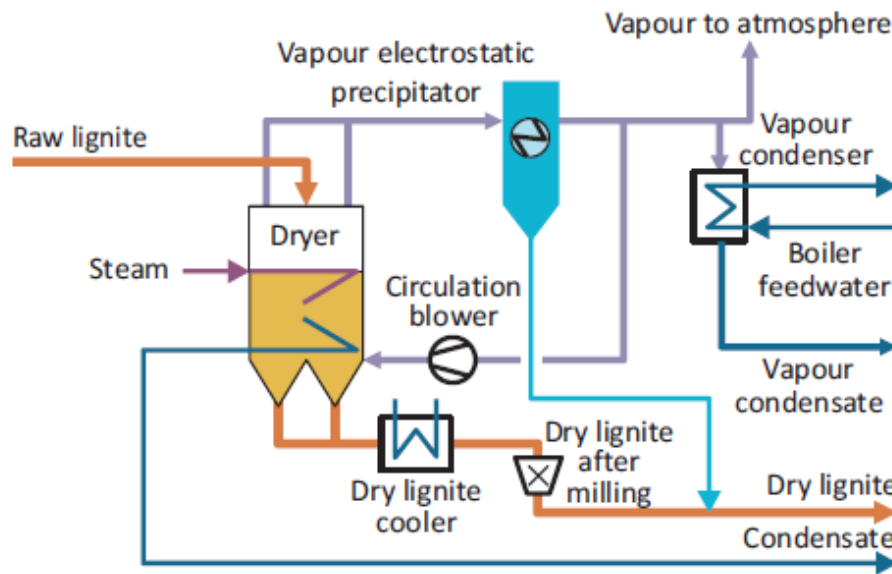 Vapour to atmosphere
Vapour electrostatic
precipitator
Raw lignite
Vapour
condenser
Dryer
Steam
Circulation
blower
Boiler
feedwater
Vapour
condensate
Dry lignite
after
milling
Dry lignite
cooler
Dry lignite
Condensate